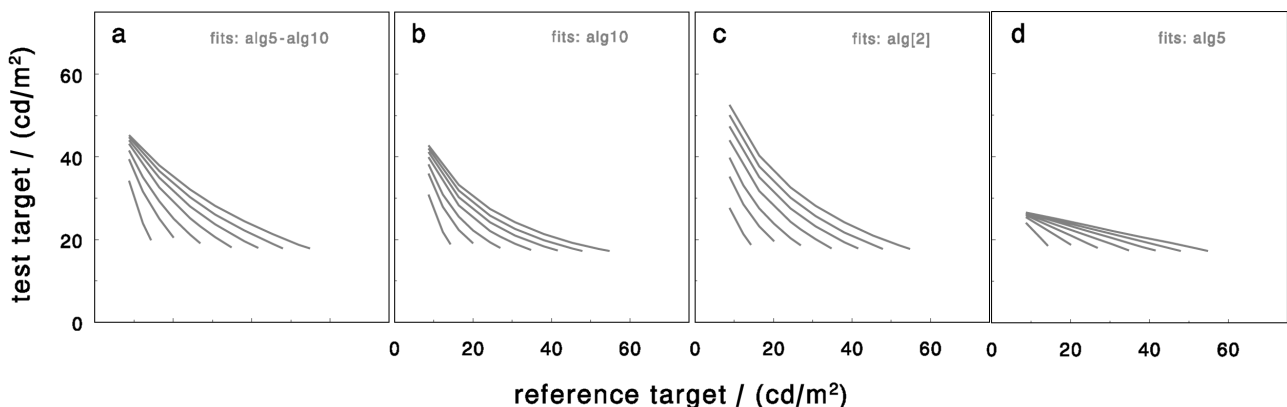 a fits: alg5-alg10
b fits: alg10
c fits: alg[2]
d fits: alg5
test target / (cd/m²)
60
40
20
0
0 20 40 60
0 20 40 60
0 20 40 60
reference target / (cd/m²)